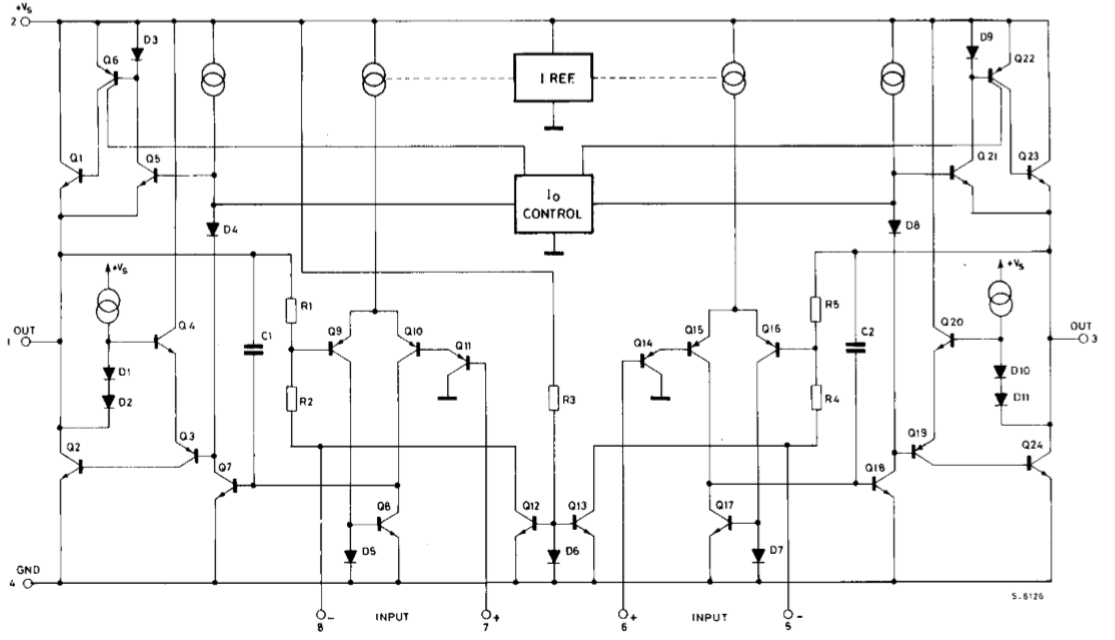 +Vs
2
D3
Q6
D9
Q22
I REF.
Q1
Q5
Q21
Q23
Io
CONTROL
D4
D8
+Vs
+Vs
R1
R5
Q4
C1
Q9
Q10
Q11
Q14
Q15
Q16
C2
Q20
OUT
1
OUT
3
D1
D2
R2
R3
R4
D10
D11
Q2
Q3
Q7
Q18
Q19
Q24
Q8
Q12
Q13
Q17
D5
D6
D7
GND
4
S-6126
8 -
INPUT
7 +
6 +
INPUT
5 -